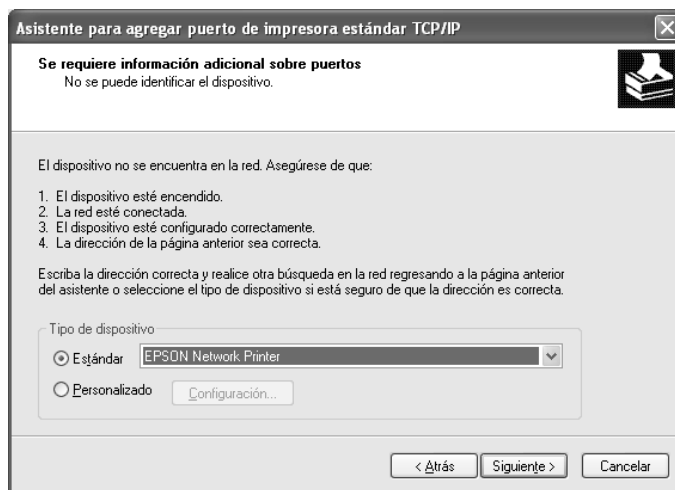 Asistente para agregar puerto de impresora estándar TCP/IP
Se requiere información adicional sobre puertos
No se puede identificar el dispositivo.
El dispositivo no se encuentra en la red. Asegúrese de que:
1. El dispositivo esté encendido.
2. La red esté conectada.
3. El dispositivo esté configurado correctamente.
4. La dirección de la página anterior sea correcta.
Escriba la dirección correcta y realice otra búsqueda en la red regresando a la página anterior
del asistente o seleccione el tipo de dispositivo si está seguro de que la dirección es correcta.
Tipo de dispositivo
Estándar EPSON Network Printer
Personalizado Configuración...
< Atrás Siguiente > Cancelar